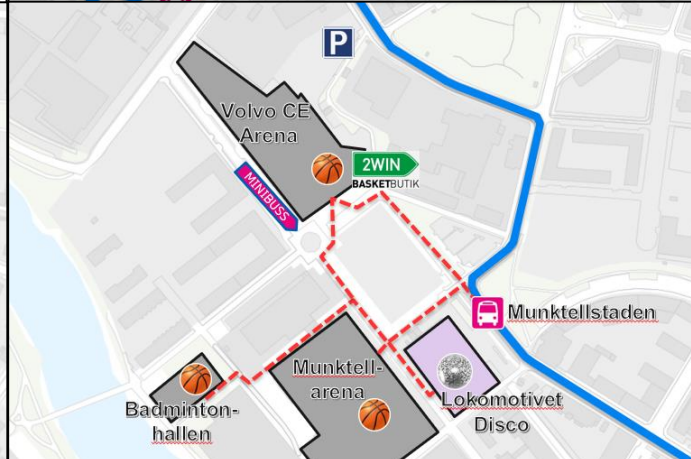 P
Volvo CE
Arena
2WIN
BASKETBUTIK
MINIBUSS
Munktellstaden
Munktell-
arena
Lokomotivet
Disco
Badminton-
hallen